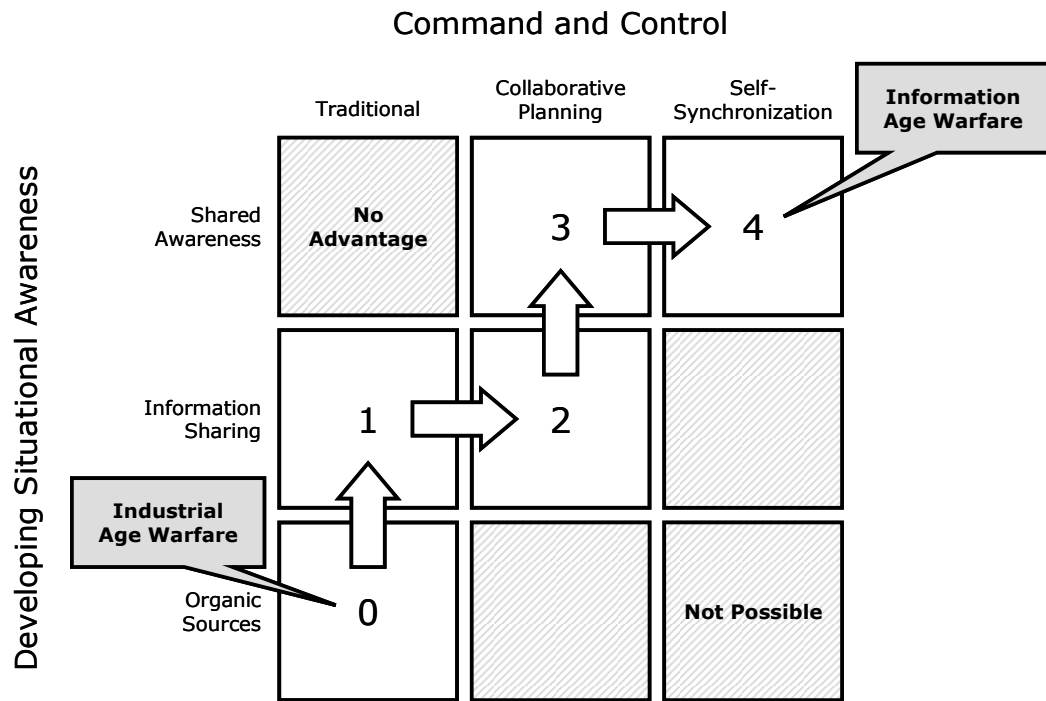 Command and Control
Traditional
Collaborative
Planning
Self-
Synchronization
Information
Age Warfare
Developing Situational Awareness
Shared
Awareness
No
Advantage
3
4
Information
Sharing
1
2
Industrial
Age Warfare
Organic
Sources
0
Not Possible